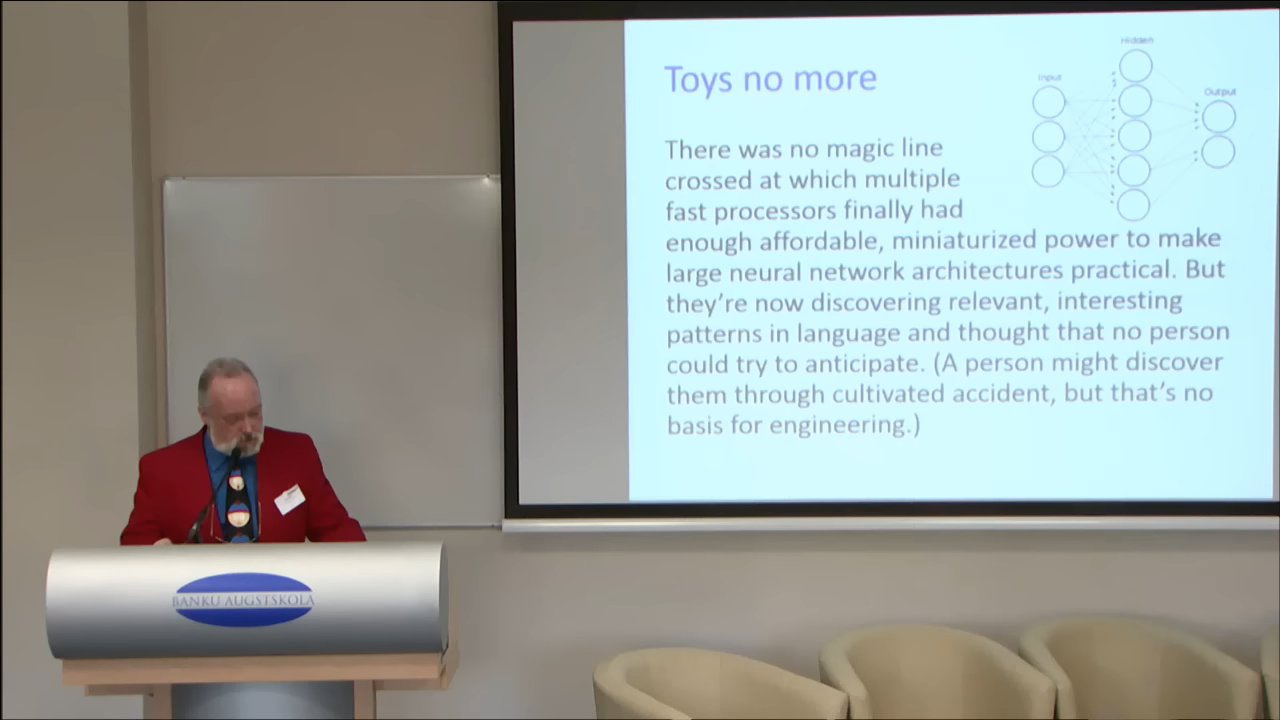 Toys no more
Input
Hidden
Output
There was no magic line
crossed at which multiple
fast processors finally had
enough affordable, miniaturized power to make
large neural network architectures practical. But
they’re now discovering relevant, interesting
patterns in language and thought that no person
could try to anticipate. (A person might discover
them through cultivated accident, but that’s no
basis for engineering.)
BANKU AUGSTSKOLA